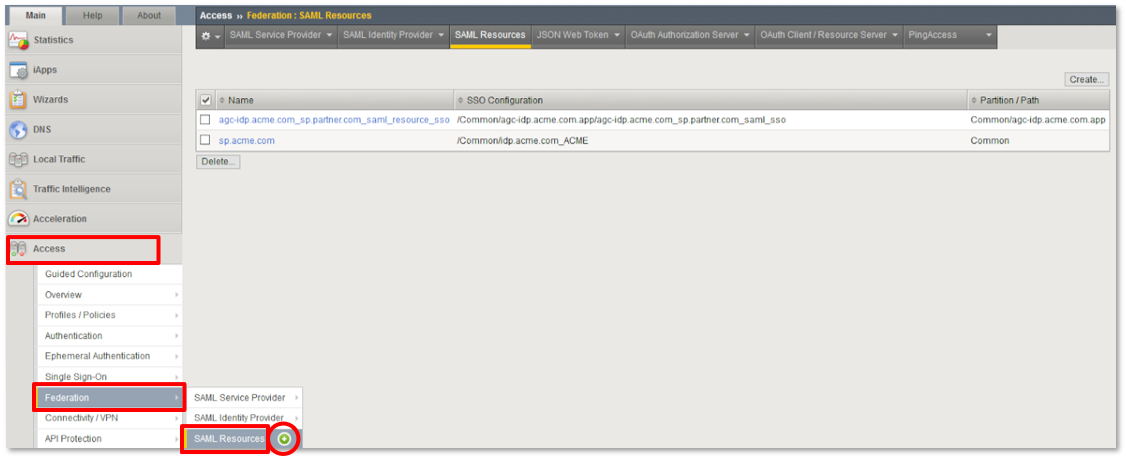 Main Help About
Access ›› Federation : SAML Resources
SAML Service Provider SAML Identity Provider SAML Resources JSON Web Token OAuth Authorization Server OAuth Client / Resource Server PingAccess
Create...
Name SSO Configuration Partition / Path
agc-idp.acme.com_sp.partner.com_saml_resource_sso /Common/agc-idp.acme.com.app/agc-idp.acme.com_sp.partner.com_saml_sso Common/agc-idp.acme.com.app
sp.acme.com /Common/idp.acme.com_ACME Common
Delete...
Statistics
iApps
Wizards
DNS
Local Traffic
Traffic Intelligence
Acceleration
Access
Guided Configuration
Overview
Profiles / Policies
Authentication
Ephemeral Authentication
Single Sign-On
Federation
Connectivity / VPN
API Protection
SAML Service Provider
SAML Identity Provider
SAML Resources